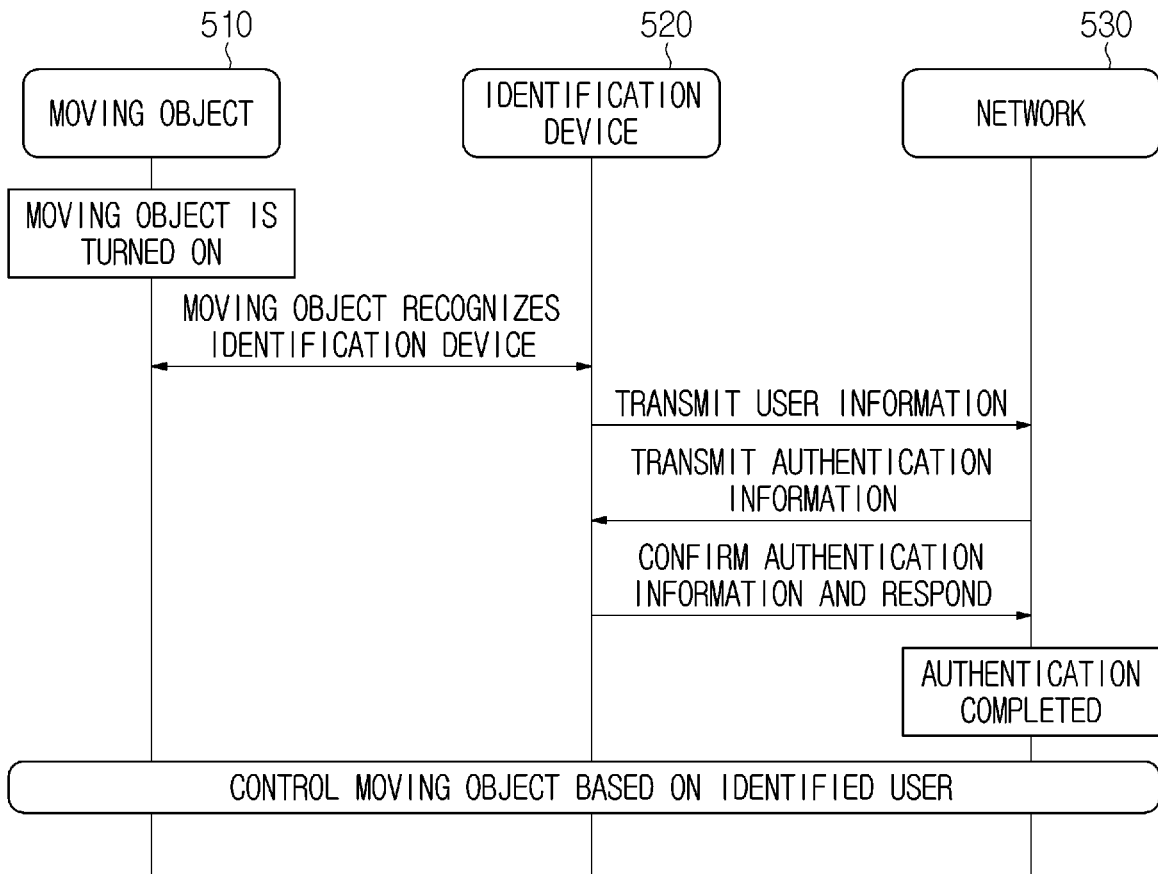 510
520
530
MOVING OBJECT
IDENTIFICATION
DEVICE
NETWORK
MOVING OBJECT IS
TURNED ON
MOVING OBJECT RECOGNIZES
IDENTIFICATION DEVICE
TRANSMIT USER INFORMATION
TRANSMIT AUTHENTICATION
INFORMATION
CONFIRM AUTHENTICATION
INFORMATION AND RESPOND
AUTHENTICATION
COMPLETED
CONTROL MOVING OBJECT BASED ON IDENTIFIED USER